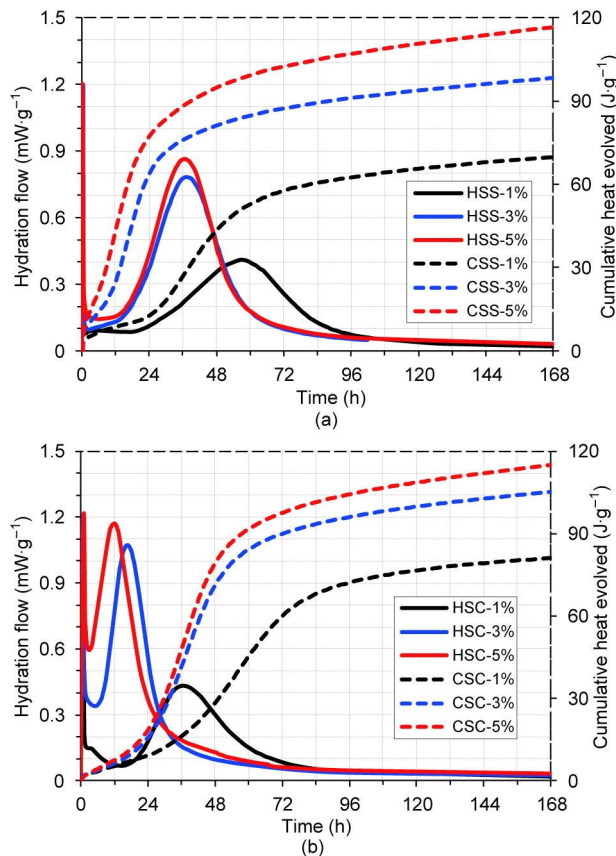 1.5
1.2
0.9
0.6
0.3
0
Hydration flow (mW·g⁻¹)
120
90
60
30
0
Cumulative heat evolved (J·g⁻¹)
HSS-1%
HSS-3%
HSS-5%
CSS-1%
CSS-3%
CSS-5%
0 24 48 72 96 120 144 168
Time (h)
(a)
1.5
1.2
0.9
0.6
0.3
0
Hydration flow (mW·g⁻¹)
120
90
60
30
0
Cumulative heat evolved (J·g⁻¹)
HSC-1%
HSC-3%
HSC-5%
CSC-1%
CSC-3%
CSC-5%
0 24 48 72 96 120 144 168
Time (h)
(b)